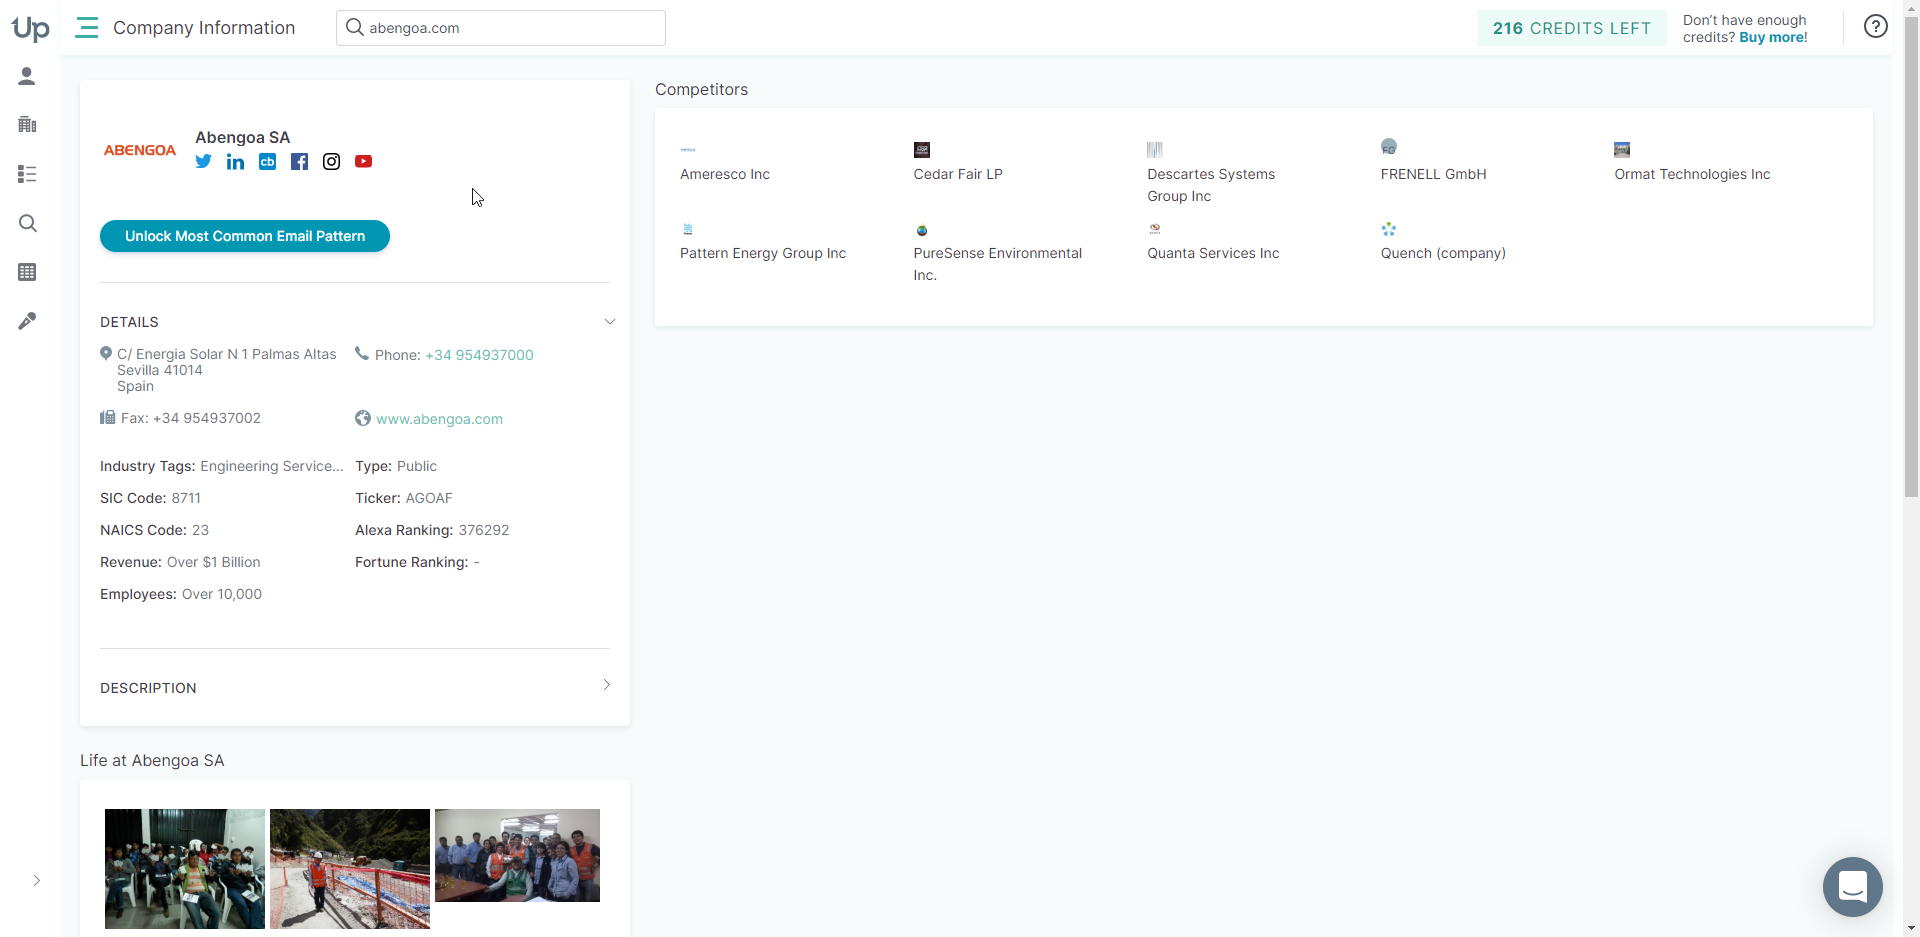 Up
Company Information
abengoa.com
216 CREDITS LEFT
Don't have enough
credits? Buy more!
ABENGOA
Abengoa SA
Unlock Most Common Email Pattern
DETAILS
C/ Energia Solar N 1 Palmas Altas
Sevilla 41014
Spain
Phone: +34 954937000
Fax: +34 954937002
www.abengoa.com
Industry Tags: Engineering Service...
Type: Public
SIC Code: 8711
Ticker: AGOAF
NAICS Code: 23
Alexa Ranking: 376292
Revenue: Over $1 Billion
Fortune Ranking: -
Employees: Over 10,000
DESCRIPTION
Life at Abengoa SA
Competitors
Ameresco Inc
Cedar Fair LP
Descartes Systems
Group Inc
FG
FRENELL GmbH
Ormat Technologies Inc
Pattern Energy Group Inc
PureSense Environmental
Inc.
Quanta Services Inc
Quench (company)